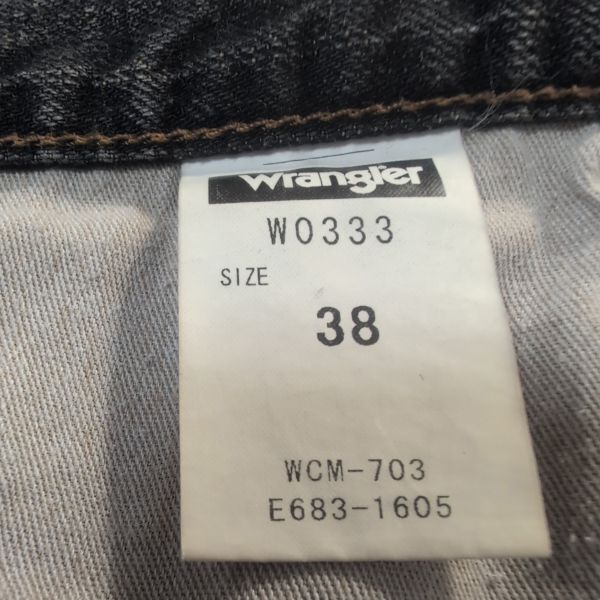 Wrangler
W0333
SIZE
38
WCM-703
E683-1605